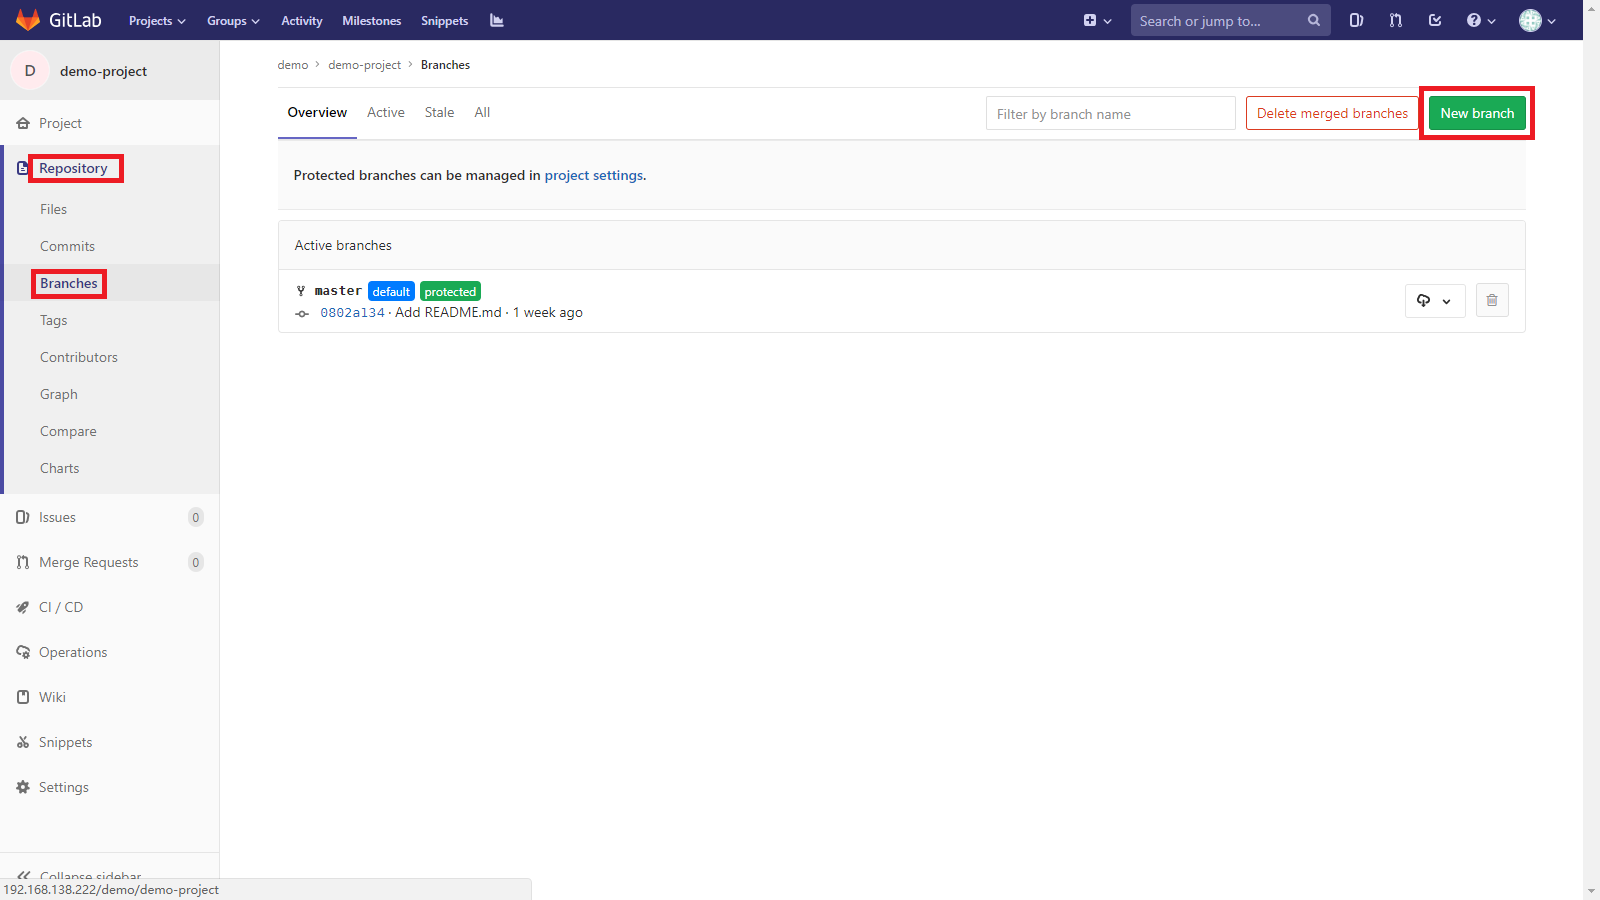 GitLab Projects Groups Activity Milestones Snippets Search or jump to...
D demo-project
Project
Repository
Files
Commits
Branches
Tags
Contributors
Graph
Compare
Charts
Issues 0
Merge Requests 0
CI / CD
Operations
Wiki
Snippets
Settings
Collapse sidebar
192.168.138.222/demo/demo-project
demo › demo-project › Branches
Overview Active Stale All Filter by branch name Delete merged branches New branch
Protected branches can be managed in project settings.
Active branches
master default protected
0802a134 · Add README.md · 1 week ago